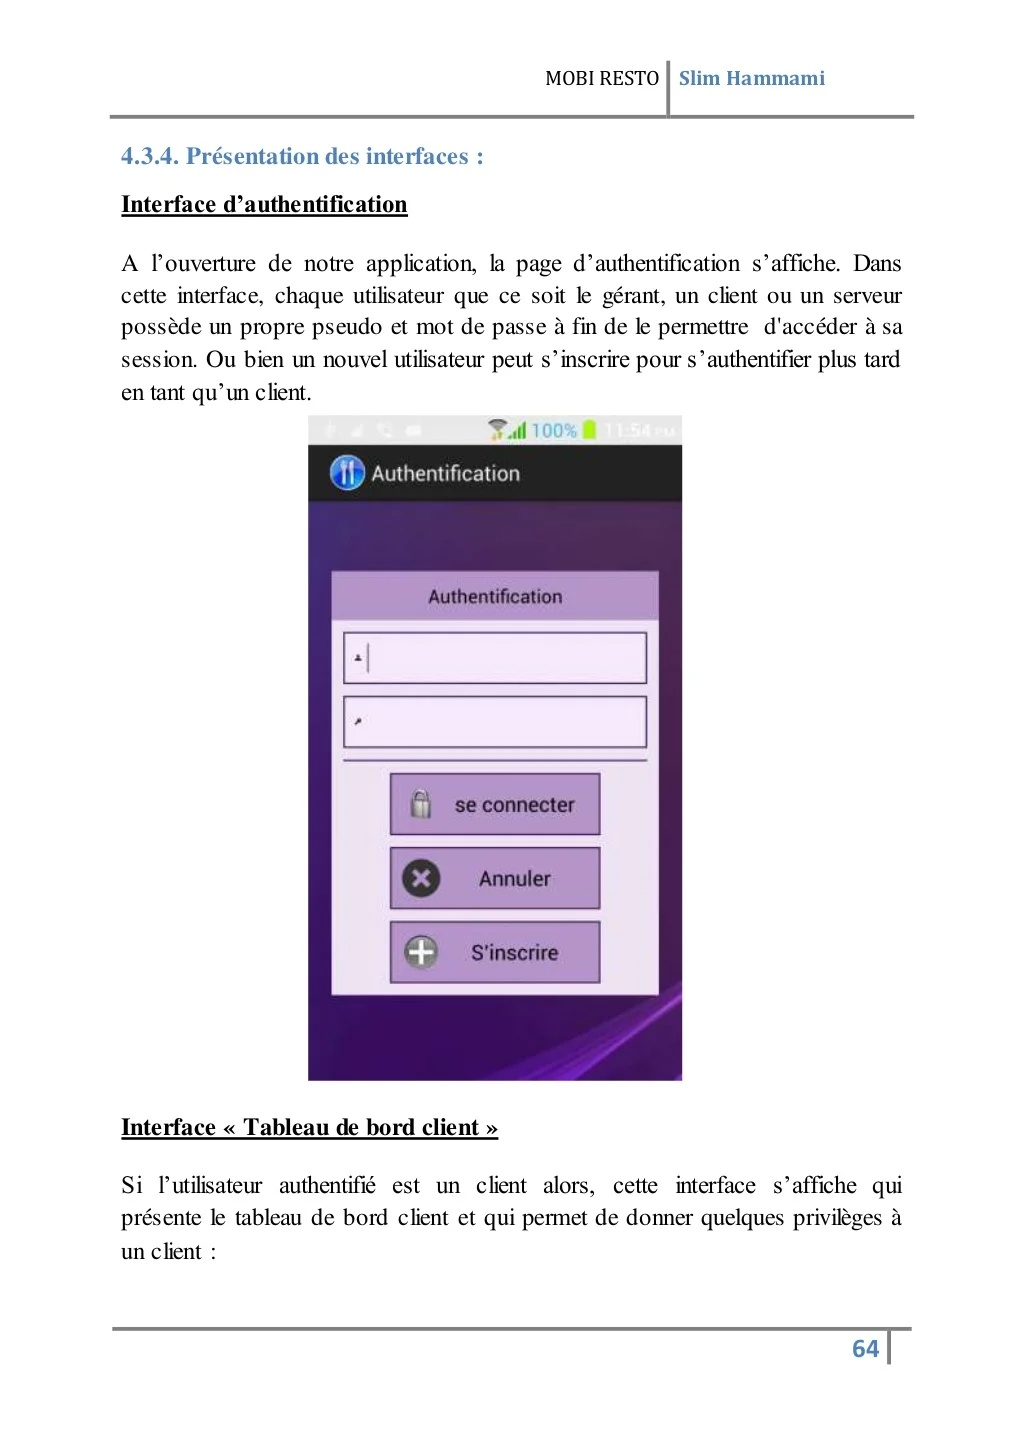 MOBI RESTO Slim Hammami
4.3.4. Présentation des interfaces :
Interface d’authentification
A l’ouverture de notre application, la page d’authentification s’affiche. Dans
cette interface, chaque utilisateur que ce soit le gérant, un client ou un serveur
possède un propre pseudo et mot de passe à fin de le permettre d'accéder à sa
session. Ou bien un nouvel utilisateur peut s’inscrire pour s’authentifier plus tard
en tant qu’un client.
100% 11:54 PM
Authentification
Authentification
se connecter
Annuler
S'inscrire
Interface « Tableau de bord client »
Si l’utilisateur authentifié est un client alors, cette interface s’affiche qui
présente le tableau de bord client et qui permet de donner quelques privilèges à
un client :
64